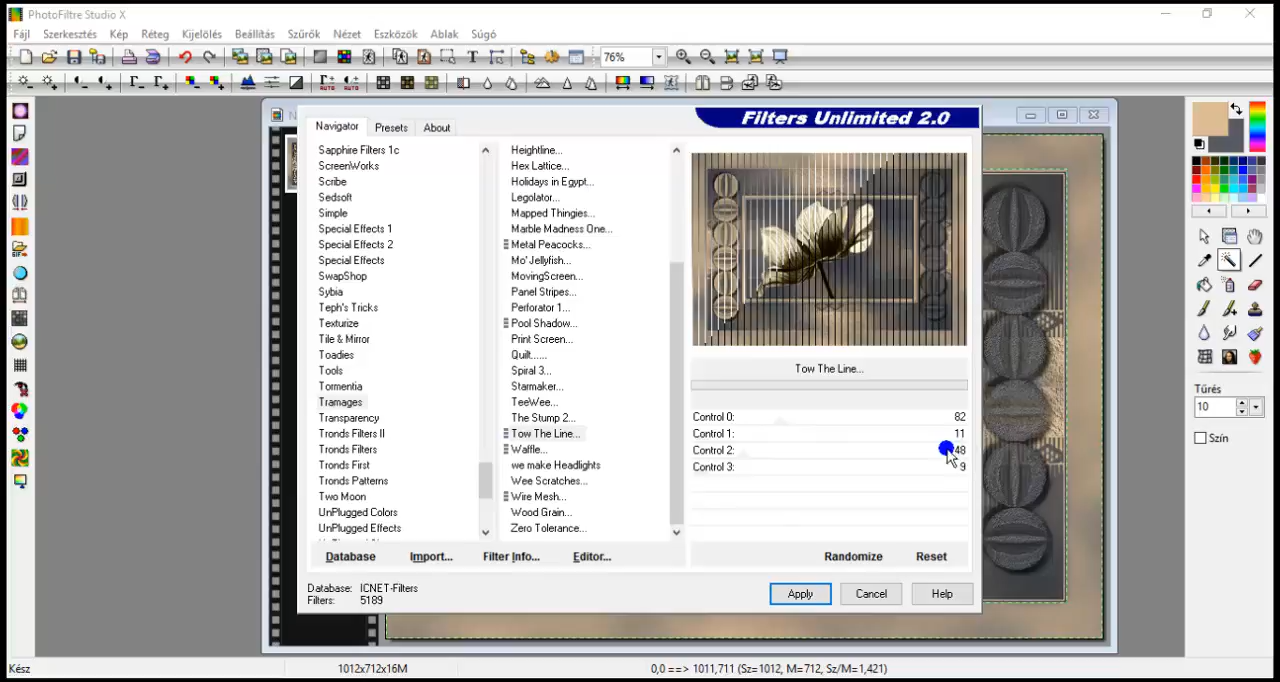 PhotoFiltre Studio X
Fájl Szerkesztés Kép Réteg Kijelölés Beállítás Szűrők Nézet Eszközök Ablak Súgó
76%
AUTO AUTO
Filters Unlimited 2.0
Navigator Presets About
Sapphire Filters 1c
ScreenWorks
Scribe
Sedsoft
Simple
Special Effects 1
Special Effects 2
Special Effects
SwapShop
Sybia
Teph's Tricks
Texturize
Tile & Mirror
Toadies
Tools
Tormentia
Tramages
Transparency
Tronds Filters II
Tronds Filters
Tronds First
Tronds Patterns
Two Moon
UnPlugged Colors
UnPlugged Effects
Heightline...
Hex Lattice...
Holidays in Egypt...
Legolator...
Mapped Thingies...
Marble Madness One...
Metal Peacocks...
Mo' Jellyfish...
MovingScreen...
Panel Stripes...
Perforator 1...
Pool Shadow...
Print Screen...
Quilt......
Spiral 3...
Starmaker...
TeeWee...
The Stump 2...
Tow The Line...
Waffle...
we make Headlights
Wee Scratches...
Wire Mesh...
Wood Grain...
Zero Tolerance...
Tow The Line...
Control 0: 82
Control 1: 11
Control 2: 48
Control 3: 9
Database Import... Filter Info... Editor... Randomize Reset
Database: ICNET-Filters
Filters: 5189
Apply Cancel Help
Tűrés
10
Szín
Kész 1012x712x16M 0,0 ==> 1011,711 (Sz=1012, M=712, Sz/M=1,421)